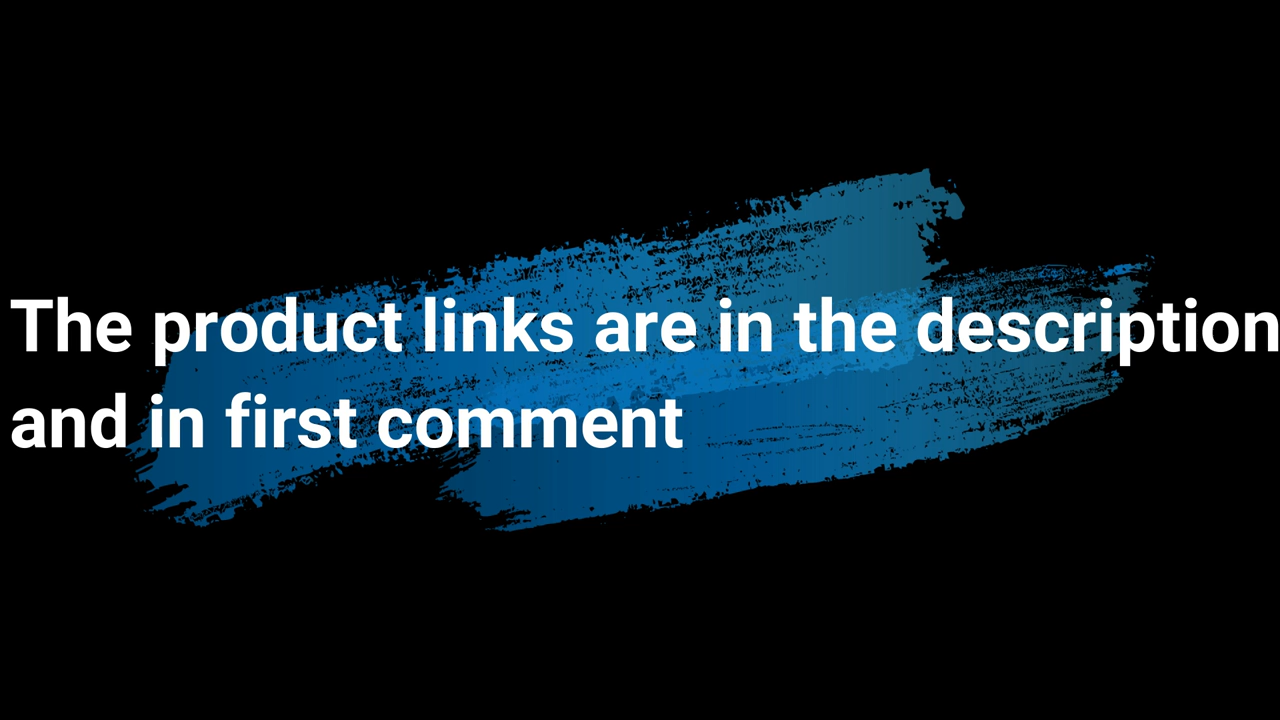 The product links are in the description
and in first comment